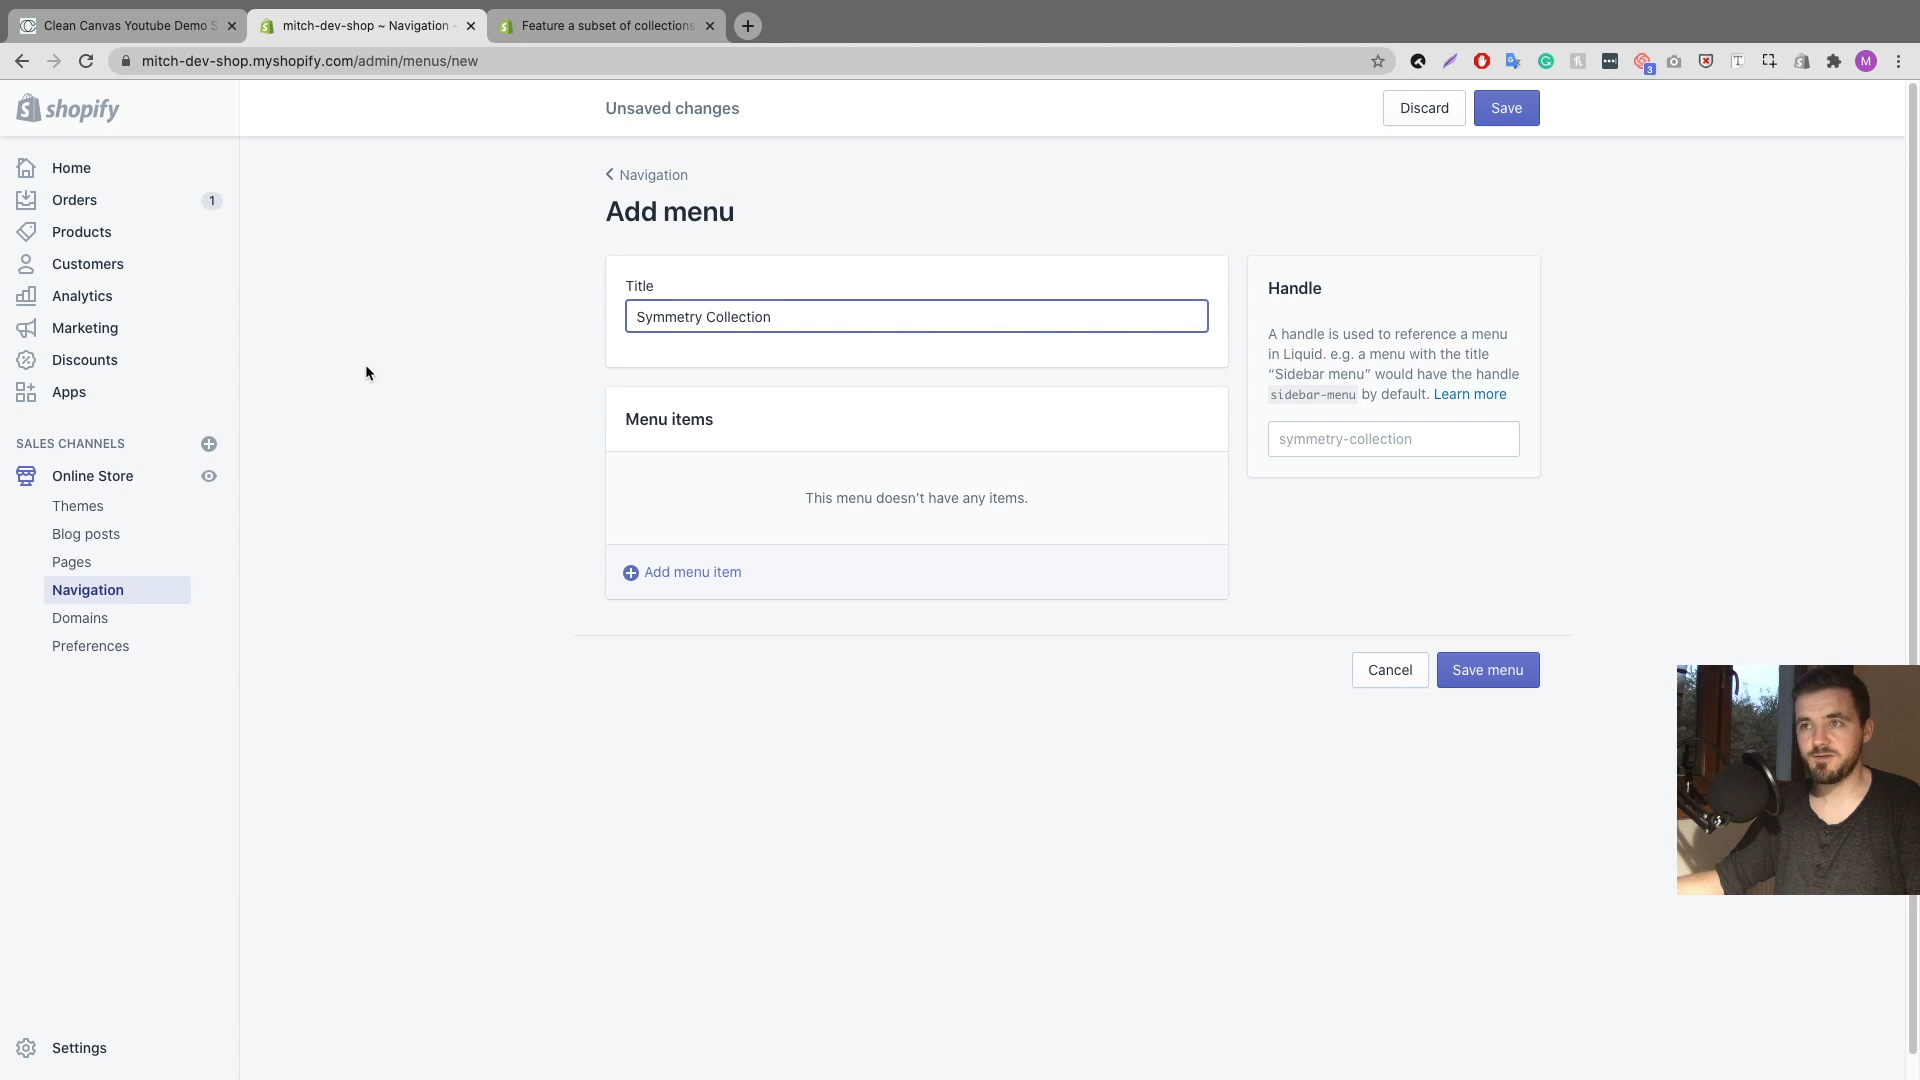 Clean Canvas Youtube Demo S
mitch-dev-shop ~ Navigation ~
Feature a subset of collections
mitch-dev-shop.myshopify.com/admin/menus/new
3
M
shopify
Unsaved changes
Discard
Save
Home
Orders
1
Products
Customers
Analytics
Marketing
Discounts
Apps
SALES CHANNELS
Online Store
Themes
Blog posts
Pages
Navigation
Domains
Preferences
Settings
Navigation
Add menu
Title
Symmetry Collection
Menu items
This menu doesn't have any items.
Add menu item
Handle
A handle is used to reference a menu
in Liquid. e.g. a menu with the title
“Sidebar menu” would have the handle
sidebar-menu by default. Learn more
symmetry-collection
Cancel
Save menu